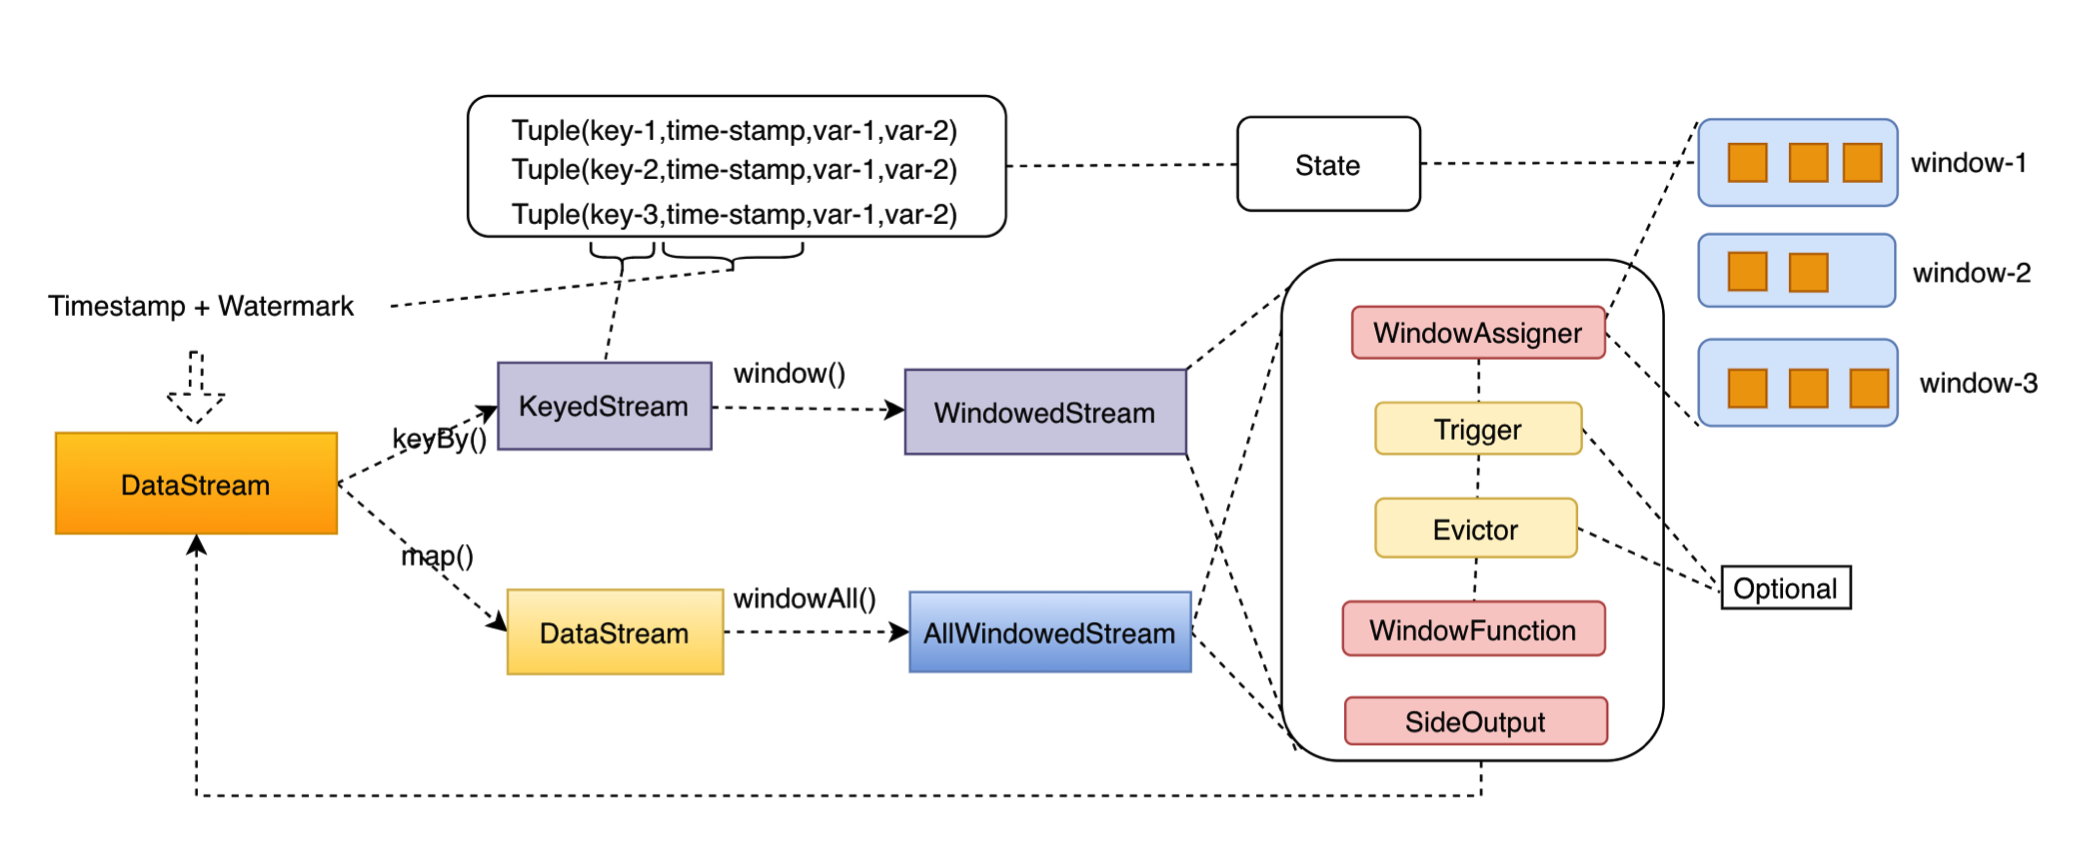 Tuple(key-1,time-stamp,var-1,var-2)
Tuple(key-2,time-stamp,var-1,var-2)
Tuple(key-3,time-stamp,var-1,var-2)
State
window-1
window-2
window-3
Timestamp + Watermark
DataStream
keyBy()
KeyedStream
window()
WindowedStream
map()
DataStream
windowAll()
AllWindowedStream
WindowAssigner
Trigger
Evictor
WindowFunction
SideOutput
Optional